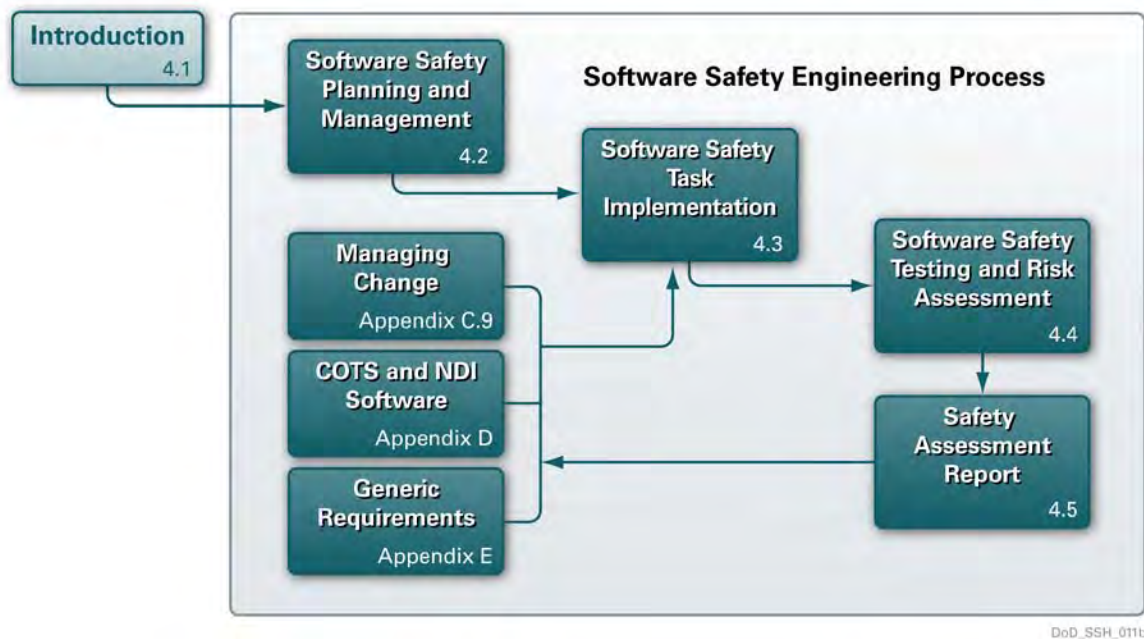 Introduction
4.1
Software Safety
Planning and
Management
4.2
Software Safety Engineering Process
Software Safety
Task
Implementation
4.3
Managing
Change
Appendix C.9
Software Safety
Testing and Risk
Assessment
4.4
COTS and NDI
Software
Appendix D
Safety
Assessment
Report
4.5
Generic
Requirements
Appendix E